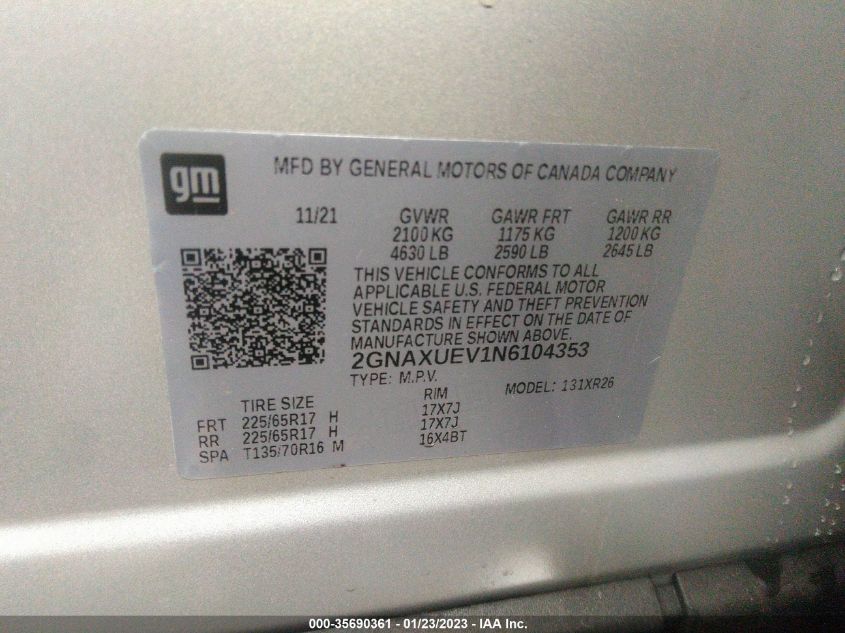 gm
MFD BY GENERAL MOTORS OF CANADA COMPANY
11/21 GVWR GAWR FRT GAWR RR
2100 KG 1175 KG 1200 KG
4630 LB 2590 LB 2645 LB
THIS VEHICLE CONFORMS TO ALL
APPLICABLE U.S. FEDERAL MOTOR
VEHICLE SAFETY AND THEFT PREVENTION
STANDARDS IN EFFECT ON THE DATE OF
MANUFACTURE SHOWN ABOVE.
2GNAXUEV1N6104353
TYPE: M.P.V. MODEL: 131XR26
TIRE SIZE RIM
FRT 225/65R17 H 17X7J
RR 225/65R17 H 17X7J
SPA T135/70R16 M 16X4BT
000-35690361 - 01/23/2023 - IAA Inc.